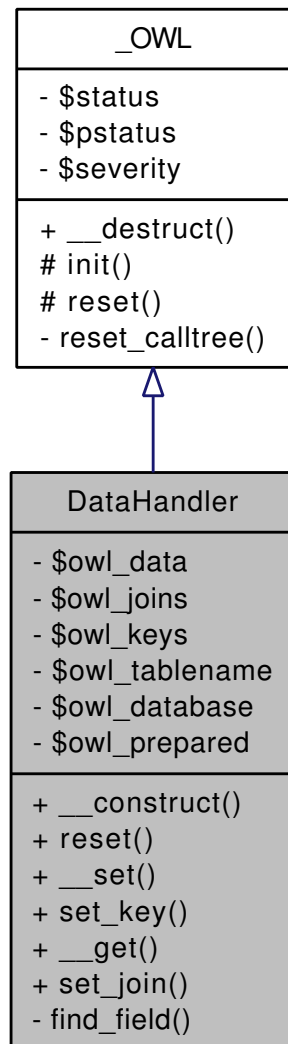 _OWL
- $status
- $pstatus
- $severity
+ __destruct()
# init()
# reset()
- reset_calltree()
DataHandler
- $owl_data
- $owl_joins
- $owl_keys
- $owl_tablename
- $owl_database
- $owl_prepared
+ __construct()
+ reset()
+ __set()
+ set_key()
+ __get()
+ set_join()
- find_field()